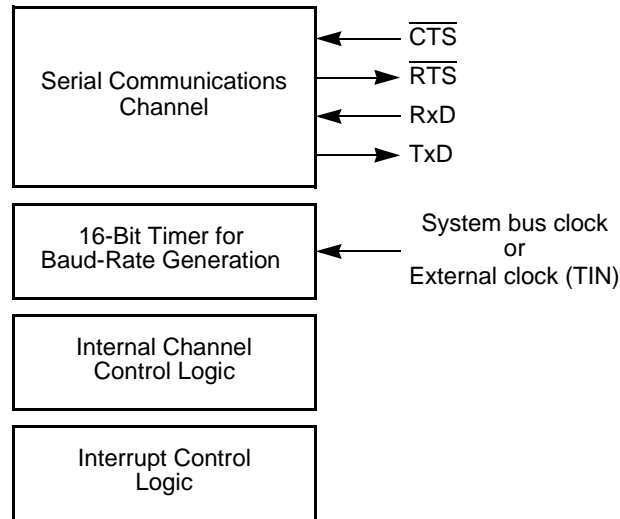 Serial Communications
Channel
CTS
RTS
RxD
TxD
16-Bit Timer for
Baud-Rate Generation
System bus clock
or
External clock (TIN)
Internal Channel
Control Logic
Interrupt Control
Logic